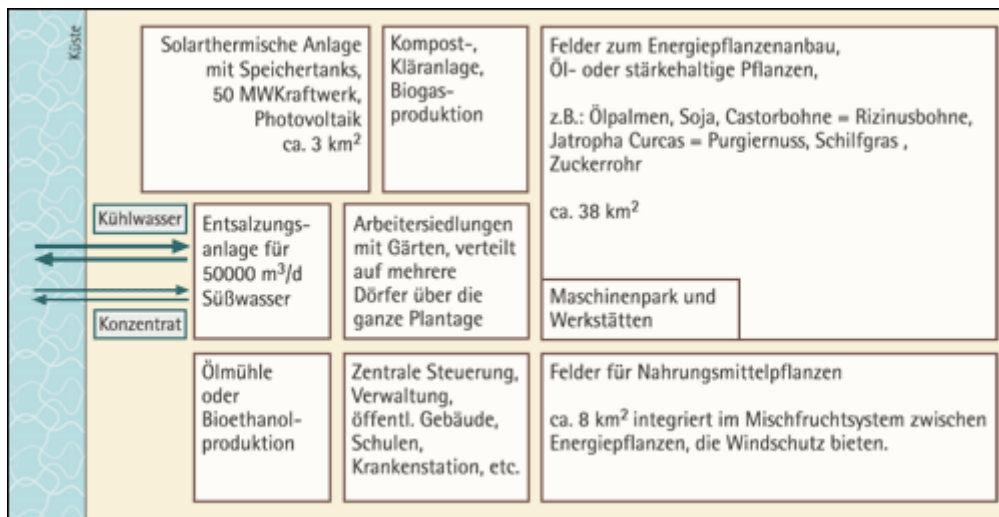 Küste
Solarthermische Anlage
mit Speichertanks,
50 MWKraftwerk,
Photovoltaik
ca. 3 km²
Kompost-,
Kläranlage,
Biogas-
produktion
Felder zum Energiepflanzenanbau,
Öl- oder stärkehaltige Pflanzen,
z.B.: Ölpalmen, Soja, Castorbohne = Rizinusbohne,
Jatropha Curcas = Purgiernuss, Schilfgras ,
Zuckerrohr
ca. 38 km²
Kühlwasser
Konzentrat
Entsalzungs-
anlage für
50000 m³/d
Süßwasser
Arbeitersiedlungen
mit Gärten, verteilt
auf mehrere
Dörfer über die
ganze Plantage
Maschinenpark und
Werkstätten
Ölmühle
oder
Bioethanol-
produktion
Zentrale Steuerung,
Verwaltung,
öffentl. Gebäude,
Schulen,
Krankenstation, etc.
Felder für Nahrungsmittelpflanzen
ca. 8 km² integriert im Mischfruchtsystem zwischen
Energiepflanzen, die Windschutz bieten.